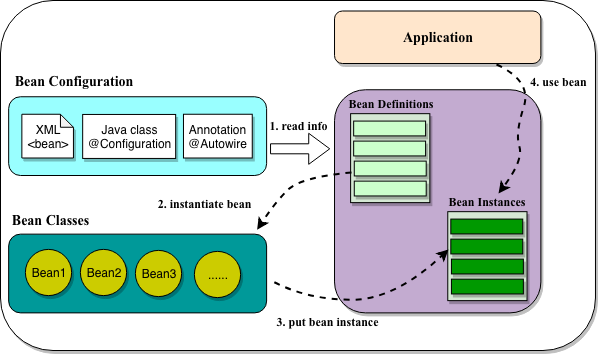 Application
Bean Configuration
4. use bean
Bean Definitions
XML
<bean>
Java class
@Configuration
Annotation
@Autowire
1. read info
2. instantiate bean
Bean Instances
Bean Classes
Bean1
Bean2
Bean3
......
3. put bean instance